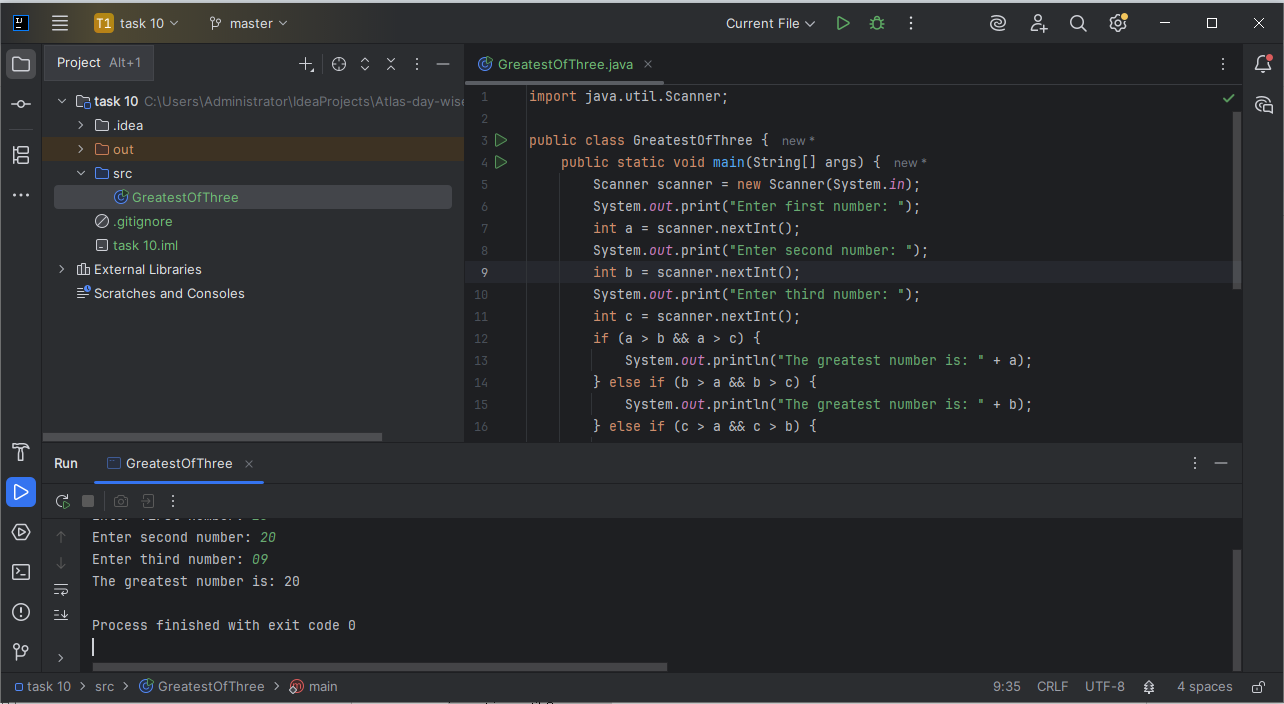 T1 task 10 master Current File
Project Alt+1
task 10 C:\Users\Administrator\IdeaProjects\Atlas-day-wise
.idea
out
src
GreatestOfThree
.gitignore
task 10.iml
External Libraries
Scratches and Consoles
GreatestOfThree.java
1 import java.util.Scanner;
2
3 public class GreatestOfThree { new *
4 public static void main(String[] args) { new *
5 Scanner scanner = new Scanner(System.in);
6 System.out.print("Enter first number: ");
7 int a = scanner.nextInt();
8 System.out.print("Enter second number: ");
9 int b = scanner.nextInt();
10 System.out.print("Enter third number: ");
11 int c = scanner.nextInt();
12 if (a > b && a > c) {
13 System.out.println("The greatest number is: " + a);
14 } else if (b > a && b > c) {
15 System.out.println("The greatest number is: " + b);
16 } else if (c > a && c > b) {
Run GreatestOfThree
Enter first number:
Enter second number: 20
Enter third number: 09
The greatest number is: 20
Process finished with exit code 0
task 10 > src > GreatestOfThree > main 9:35 CRLF UTF-8 4 spaces